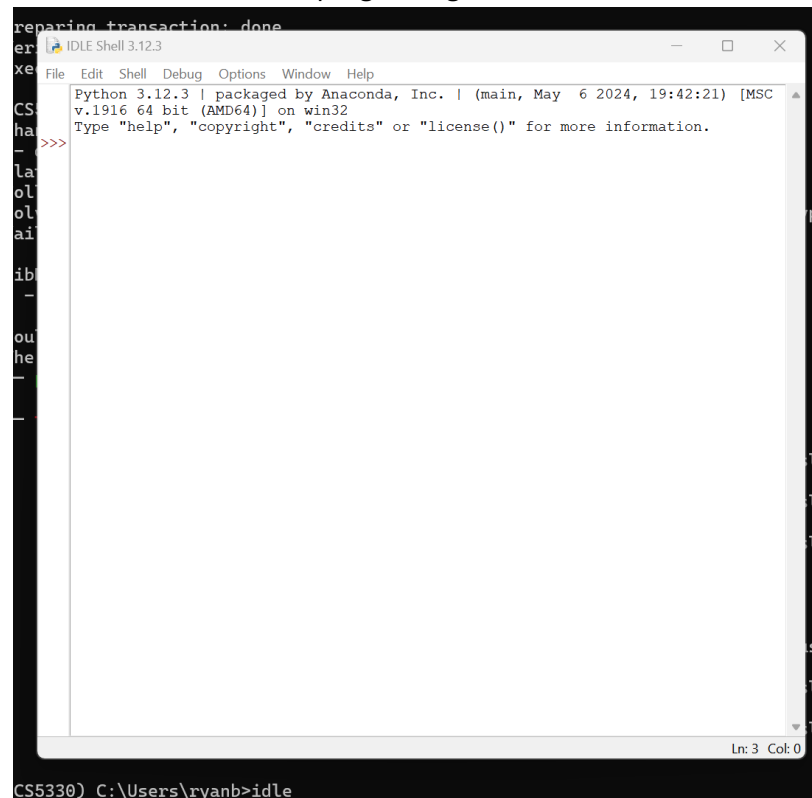 reparing transaction: done
IDLE Shell 3.12.3
File Edit Shell Debug Options Window Help
Python 3.12.3 | packaged by Anaconda, Inc. | (main, May  6 2024, 19:42:21) [MSC
v.1916 64 bit (AMD64)] on win32
Type "help", "copyright", "credits" or "license()" for more information.
>>>
Ln: 3 Col: 0
CS5330) C:\Users\ryanb>idle